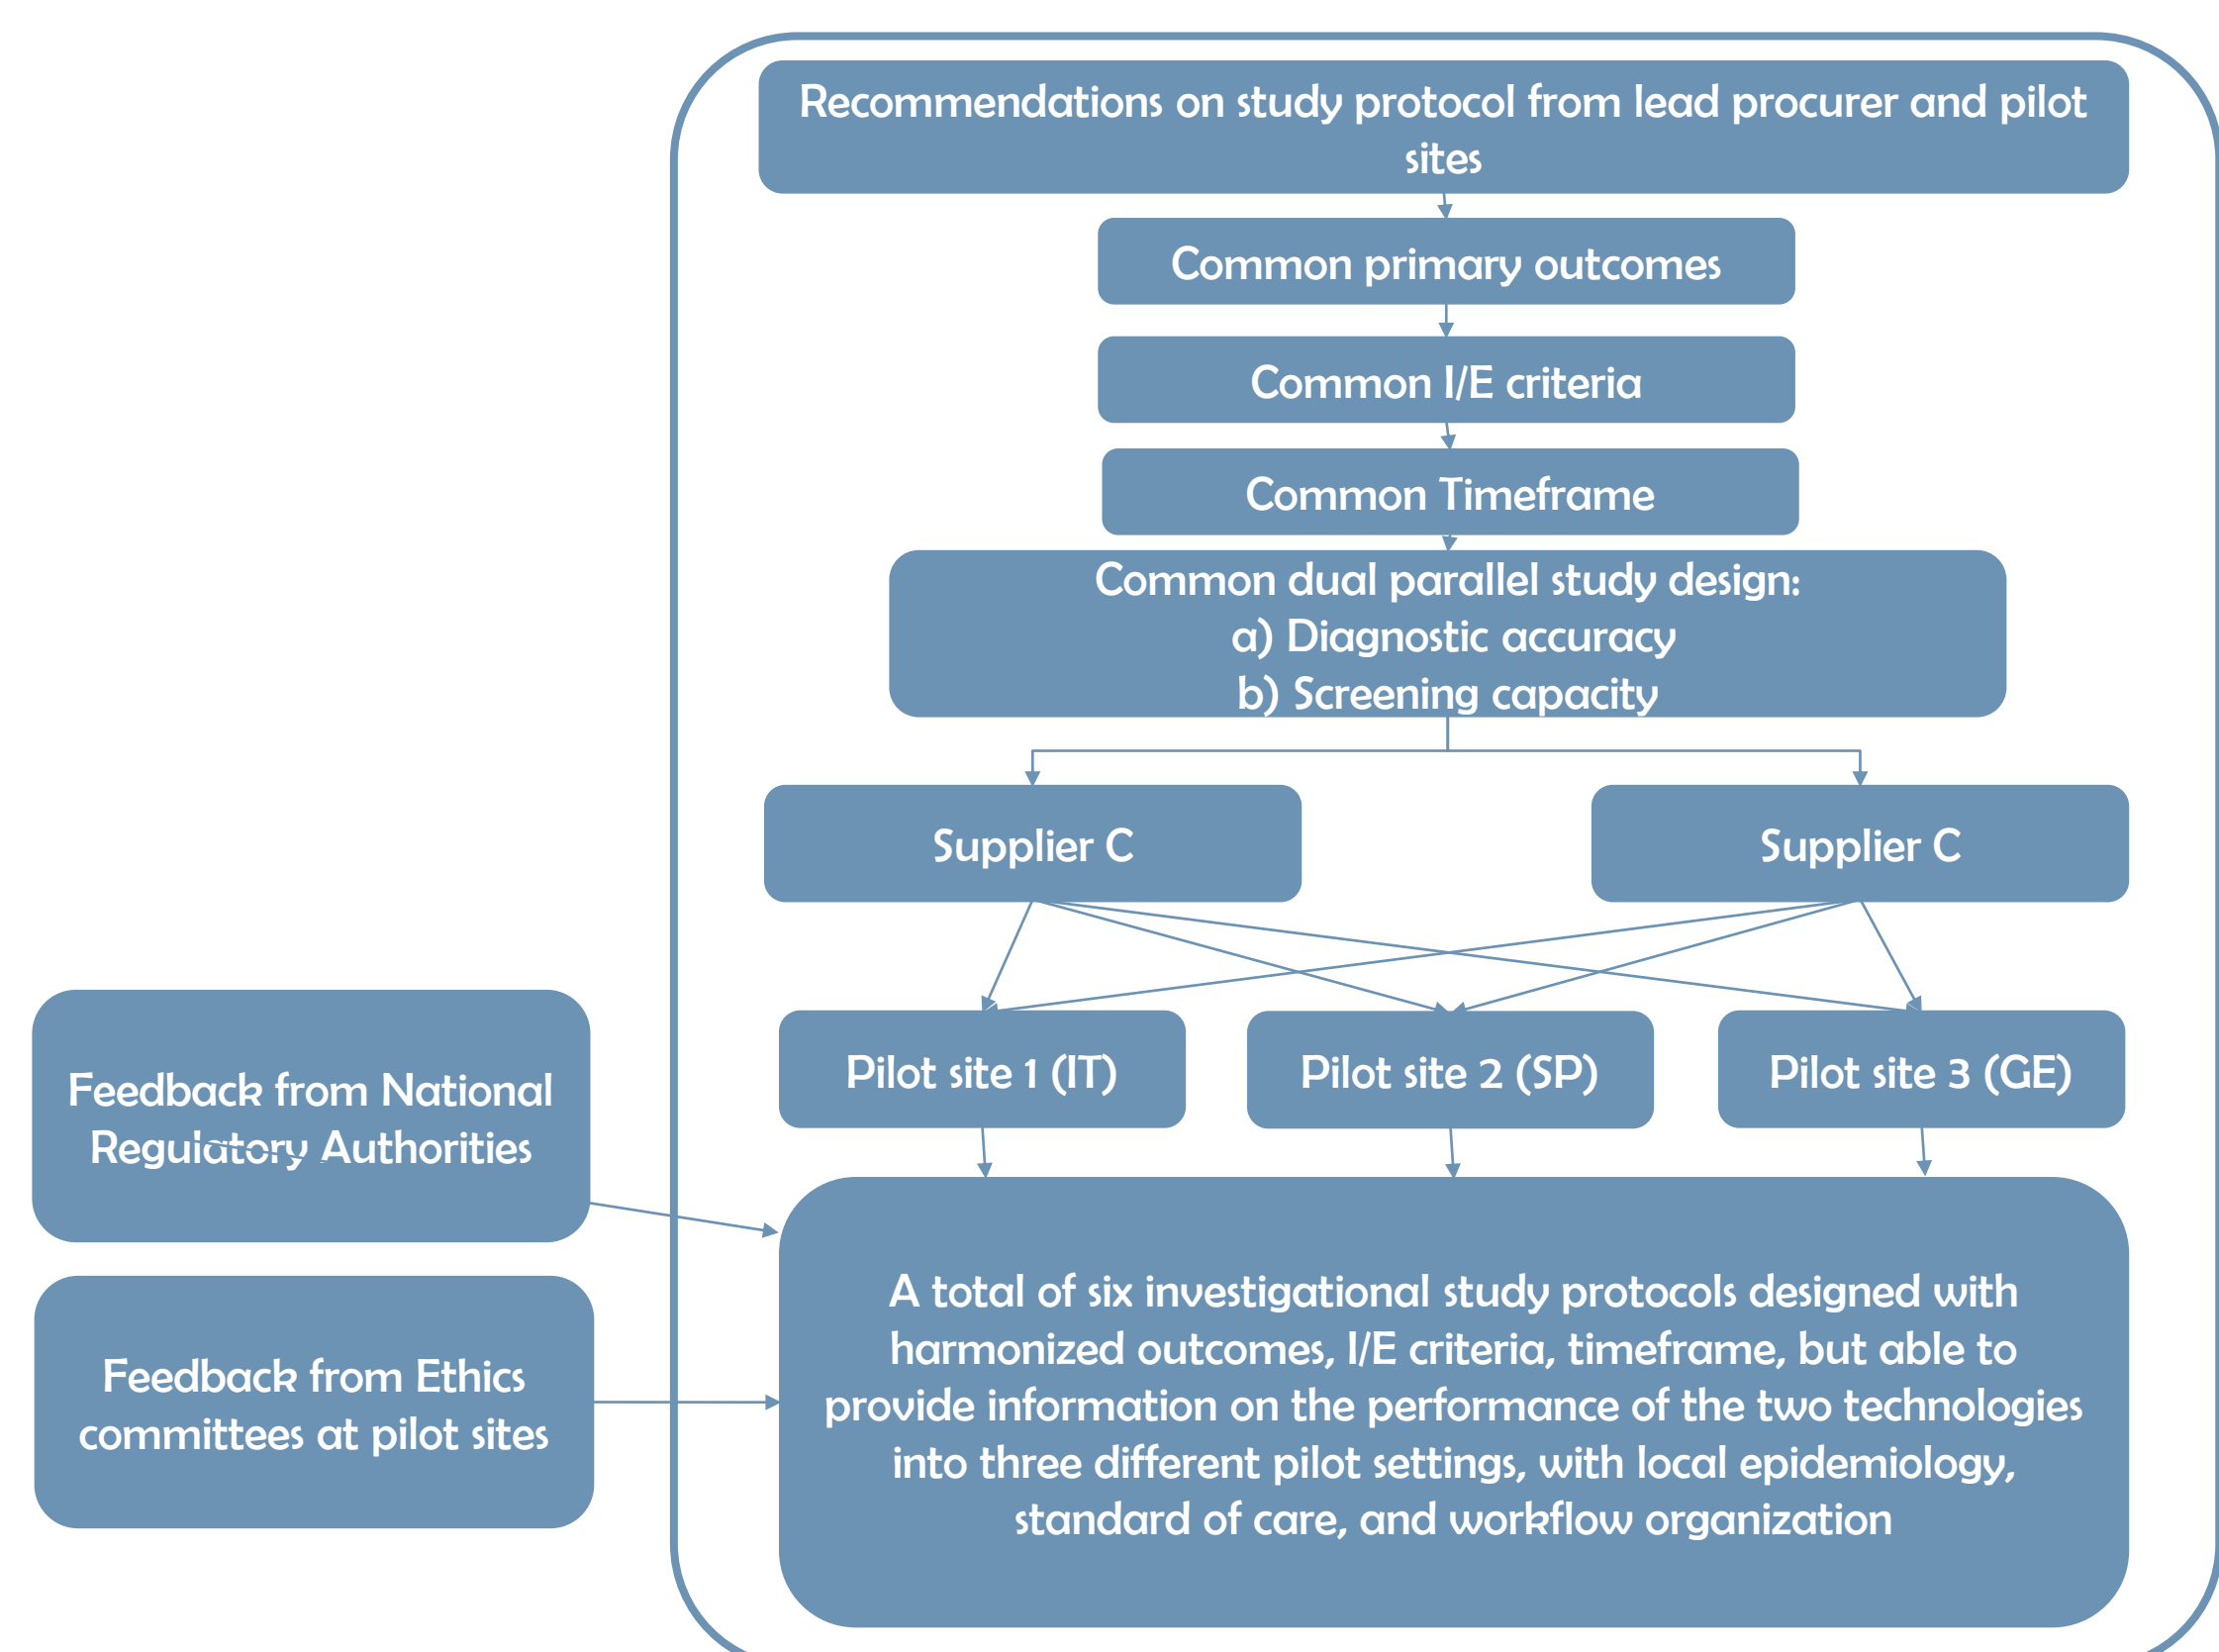 Recommendations on study protocol from lead procurer and pilot
sites
Common primary outcomes
Common I/E criteria
Common Timeframe
Common dual parallel study design:
a) Diagnostic accuracy
b) Screening capacity
Supplier C
Supplier C
Pilot site 1 (IT)
Pilot site 2 (SP)
Pilot site 3 (GE)
Feedback from National
Regulatory Authorities
Feedback from Ethics
committees at pilot sites
A total of six investigational study protocols designed with
harmonized outcomes, I/E criteria, timeframe, but able to
provide information on the performance of the two technologies
into three different pilot settings, with local epidemiology,
standard of care, and workflow organization